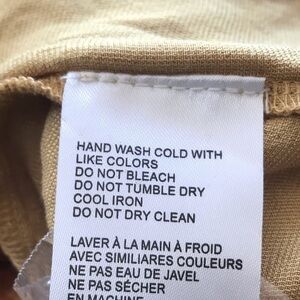 HAND WASH COLD WITH
LIKE COLORS
DO NOT BLEACH
DO NOT TUMBLE DRY
COOL IRON
DO NOT DRY CLEAN
LAVER À LA MAIN À FROID
AVEC SIMILIARES COULEURS
NE PAS EAU DE JAVEL
NE PAS SÉCHER
EN MACHINE